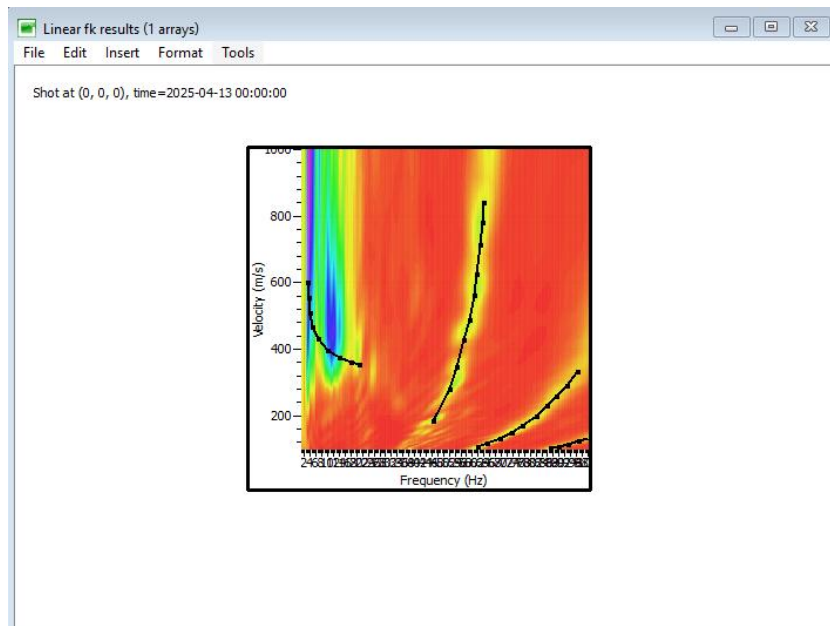 Linear fk results (1 arrays)
File Edit Insert Format Tools
Shot at (0, 0, 0), time=2025-04-13 00:00:00
1000
800
600
400
200
Velocity (m/s)
Frequency (Hz)